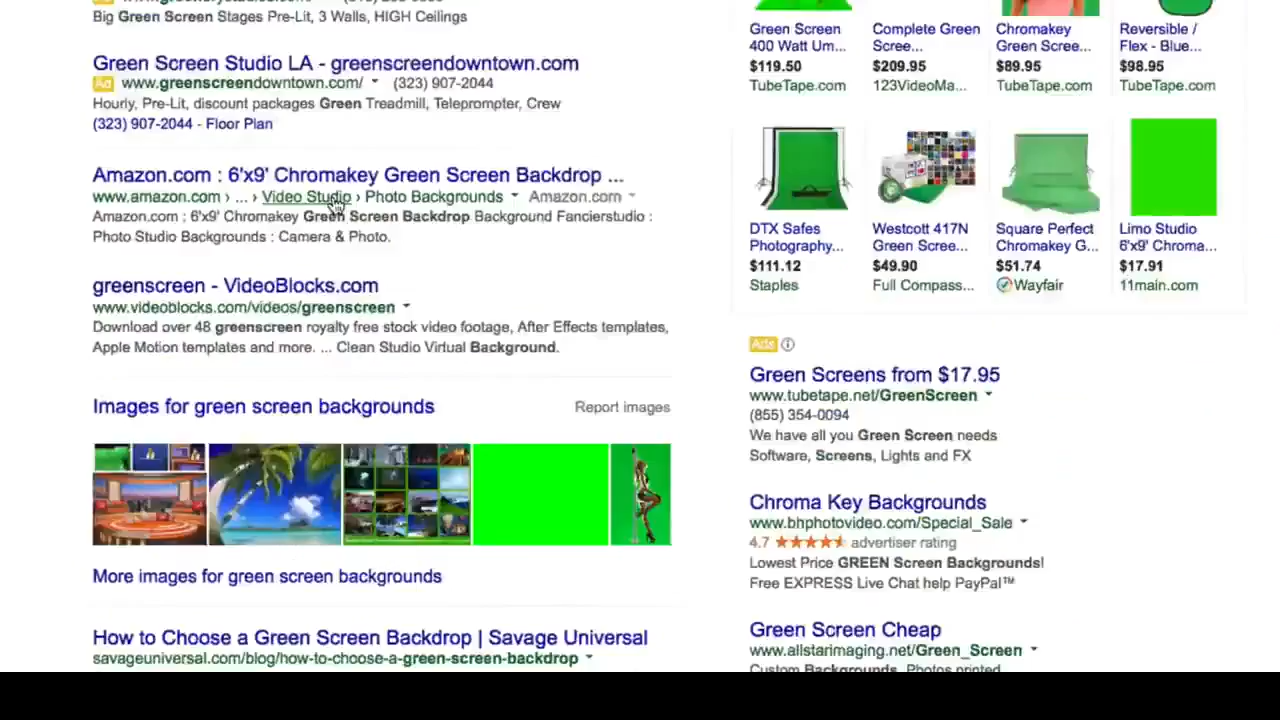 Big Green Screen Stages Pre-Lit, 3 Walls, HIGH Ceilings
Green Screen Studio LA - greenscreendowntown.com
Ad www.greenscreendowntown.com/ (323) 907-2044
Hourly, Pre-Lit, discount packages Green Treadmill, Teleprompter, Crew
(323) 907-2044 - Floor Plan
Amazon.com : 6'x9' Chromakey Green Screen Backdrop ...
www.amazon.com › ... › Video Studio › Photo Backgrounds Amazon.com
Amazon.com : 6'x9' Chromakey Green Screen Backdrop Background Fancierstudio :
Photo Studio Backgrounds : Camera & Photo.
greenscreen - VideoBlocks.com
www.videoblocks.com/videos/greenscreen
Download over 48 greenscreen royalty free stock video footage, After Effects templates,
Apple Motion templates and more. ... Clean Studio Virtual Background.
Images for green screen backgrounds
Report images
More images for green screen backgrounds
How to Choose a Green Screen Backdrop | Savage Universal
savageuniversal.com/blog/how-to-choose-a-green-screen-backdrop
Green Screen
400 Watt Um...
$119.50
TubeTape.com
Complete Green
Scree...
$209.95
123VideoMa...
Chromakey
Green Scree...
$89.95
TubeTape.com
Reversible /
Flex - Blue...
$98.95
TubeTape.com
DTX Safes
Photography...
$111.12
Staples
Westcott 417N
Green Scree...
$49.90
Full Compass...
Square Perfect
Chromakey G...
$51.74
Wayfair
Limo Studio
6'x9' Chroma...
$17.91
11main.com
Ads
Green Screens from $17.95
www.tubetape.net/GreenScreen
(855) 354-0094
We have all you Green Screen needs
Software, Screens, Lights and FX
Chroma Key Backgrounds
www.bhphotovideo.com/Special_Sale
4.7 ★★★★★ advertiser rating
Lowest Price GREEN Screen Backgrounds!
Free EXPRESS Live Chat help PayPal™
Green Screen Cheap
www.allstarimaging.net/Green_Screen
Custom Backgrounds, Photos printed